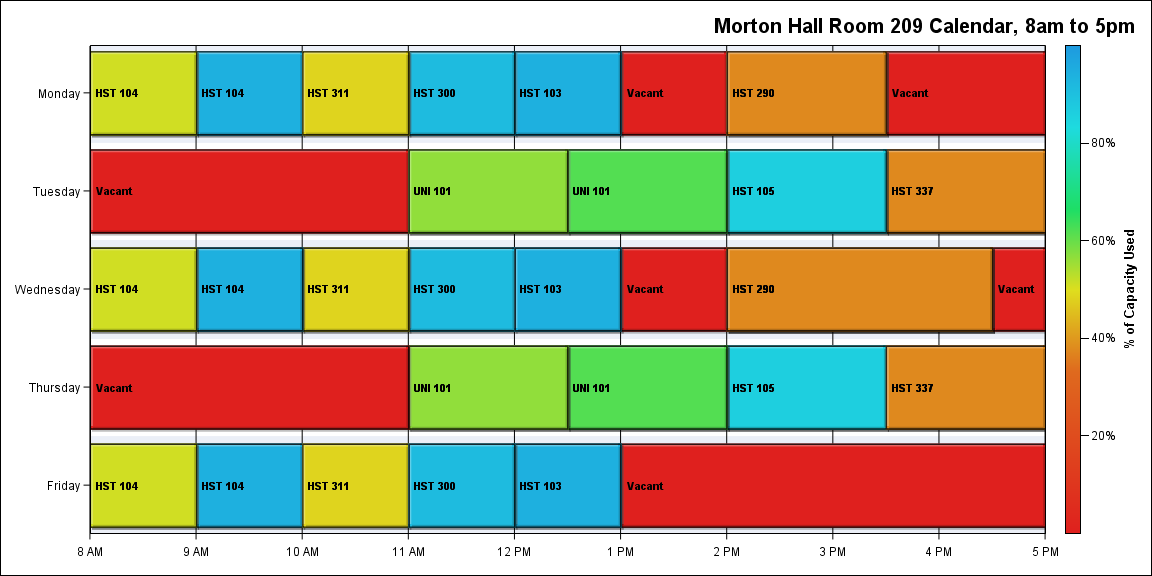 Morton Hall Room 209 Calendar, 8am to 5pm
Monday
HST 104
HST 104
HST 311
HST 300
HST 103
Vacant
HST 290
Vacant
Tuesday
Vacant
UNI 101
UNI 101
HST 105
HST 337
Wednesday
HST 104
HST 104
HST 311
HST 300
HST 103
Vacant
HST 290
Vacant
Thursday
Vacant
UNI 101
UNI 101
HST 105
HST 337
Friday
HST 104
HST 104
HST 311
HST 300
HST 103
Vacant
8 AM
9 AM
10 AM
11 AM
12 PM
1 PM
2 PM
3 PM
4 PM
5 PM
80%
60%
40%
20%
% of Capacity Used